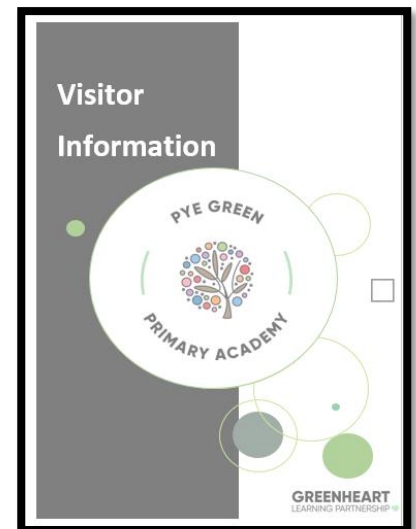 Visitor
Information
PYE GREEN
PRIMARY ACADEMY
GREENHEART
LEARNING PARTNERSHIP